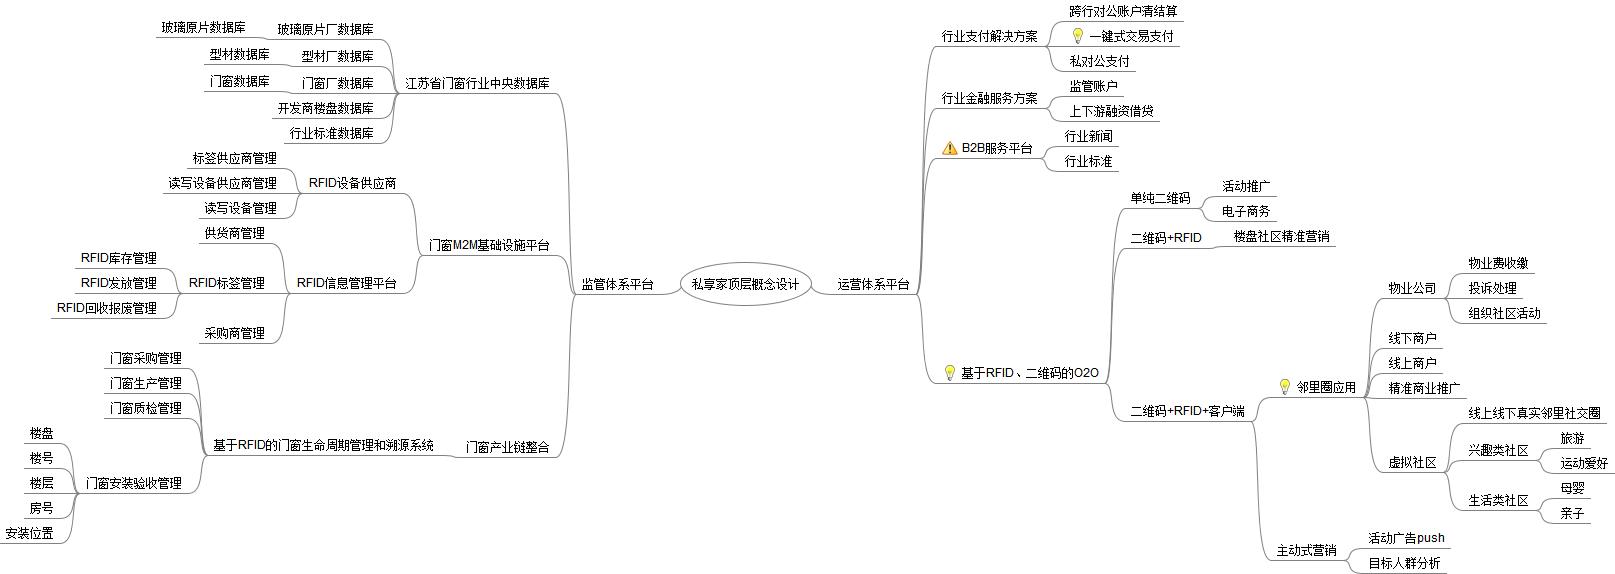 私享家顶层概念设计
监管体系平台
江苏省门窗行业中央数据库
玻璃原片厂数据库
玻璃原片数据库
型材厂数据库
型材数据库
门窗厂数据库
门窗数据库
开发商楼盘数据库
行业标准数据库
门窗M2M基础设施平台
RFID设备供应商
标签供应商管理
读写设备供应商管理
读写设备管理
RFID信息管理平台
供货商管理
RFID标签管理
RFID库存管理
RFID发放管理
RFID回收报废管理
采购商管理
门窗产业链整合
基于RFID的门窗生命周期管理和溯源系统
门窗采购管理
门窗生产管理
门窗质检管理
门窗安装验收管理
楼盘
楼号
楼层
房号
安装位置
运营体系平台
行业支付解决方案
跨行对公账户清结算
一键式交易支付
私对公支付
行业金融服务方案
监管账户
上下游融资借贷
B2B服务平台
行业新闻
行业标准
基于RFID、二维码的O2O
单纯二维码
活动推广
电子商务
二维码+RFID
楼盘社区精准营销
二维码+RFID+客户端
邻里圈应用
物业公司
物业费收缴
投诉处理
组织社区活动
线下商户
线上商户
精准商业推广
虚拟社区
线上线下真实邻里社交圈
兴趣类社区
旅游
运动爱好
生活类社区
母婴
亲子
主动式营销
活动广告push
目标人群分析